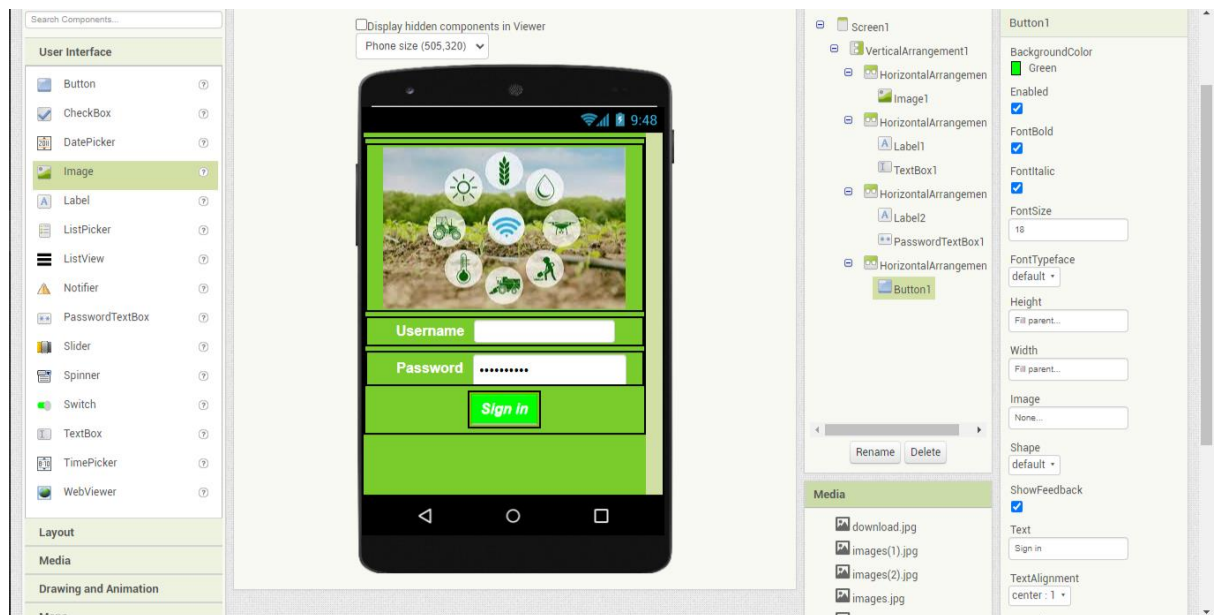 Search Components...
User Interface
Button
CheckBox
DatePicker
Image
Label
ListPicker
ListView
Notifier
PasswordTextBox
Slider
Spinner
Switch
TextBox
TimePicker
WebViewer
Layout
Media
Drawing and Animation
Display hidden components in Viewer
Phone size (505,320)
9:48
Username
Password
Sign in
Screen1
VerticalArrangement1
HorizontalArrangemen
Image1
HorizontalArrangemen
Label1
TextBox1
HorizontalArrangemen
Label2
PasswordTextBox1
HorizontalArrangemen
Button1
Rename Delete
Media
download.jpg
images(1).jpg
images(2).jpg
images.jpg
Button1
BackgroundColor
Green
Enabled
FontBold
FontItalic
FontSize
18
FontTypeface
default
Height
Fill parent...
Width
Fill parent...
Image
None...
Shape
default
ShowFeedback
Text
Sign in
TextAlignment
center : 1